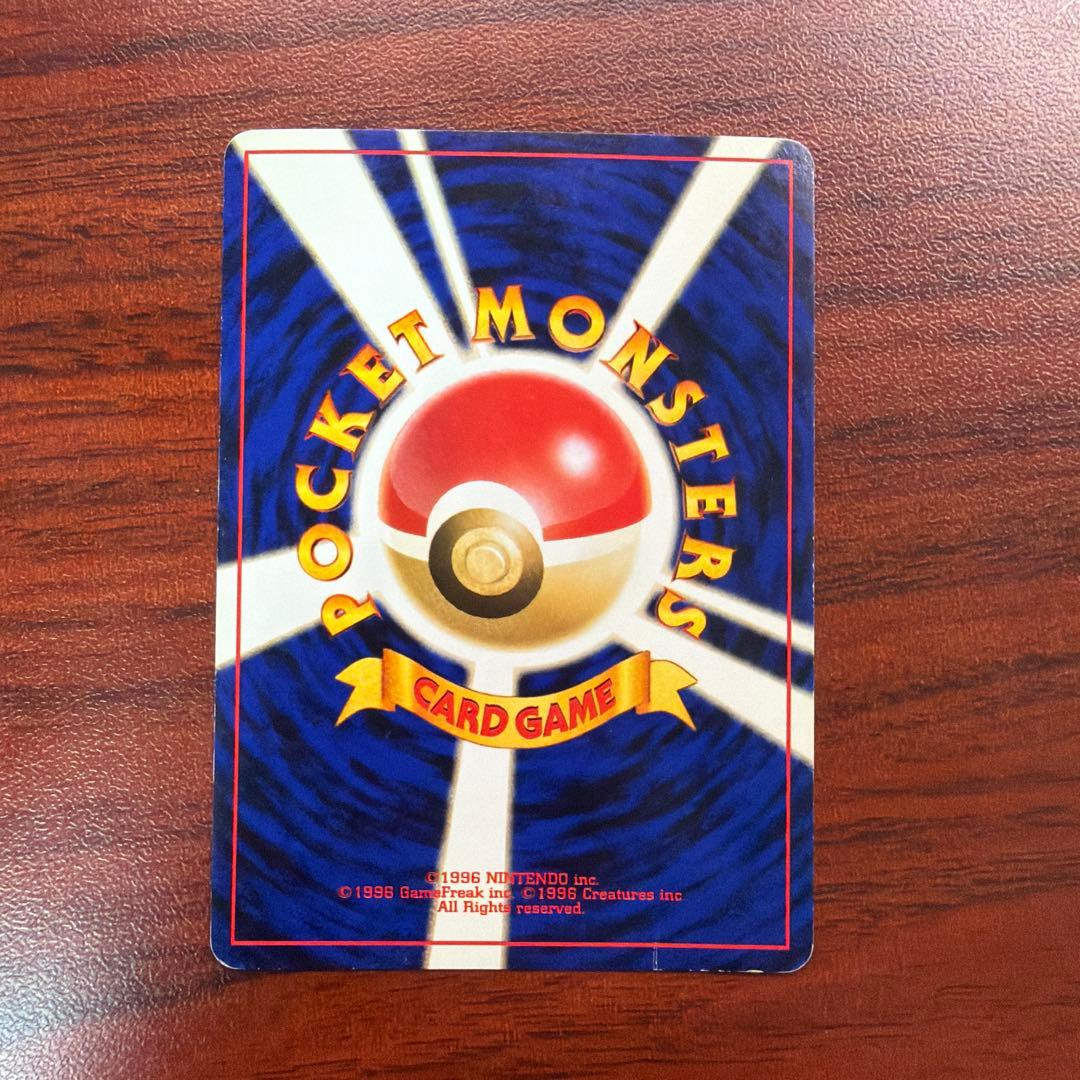 POCKET MONSTERS
CARD GAME
©1996 NINTENDO inc.
©1996 GameFreak inc. ©1996 Creatures inc
All Rights reserved.